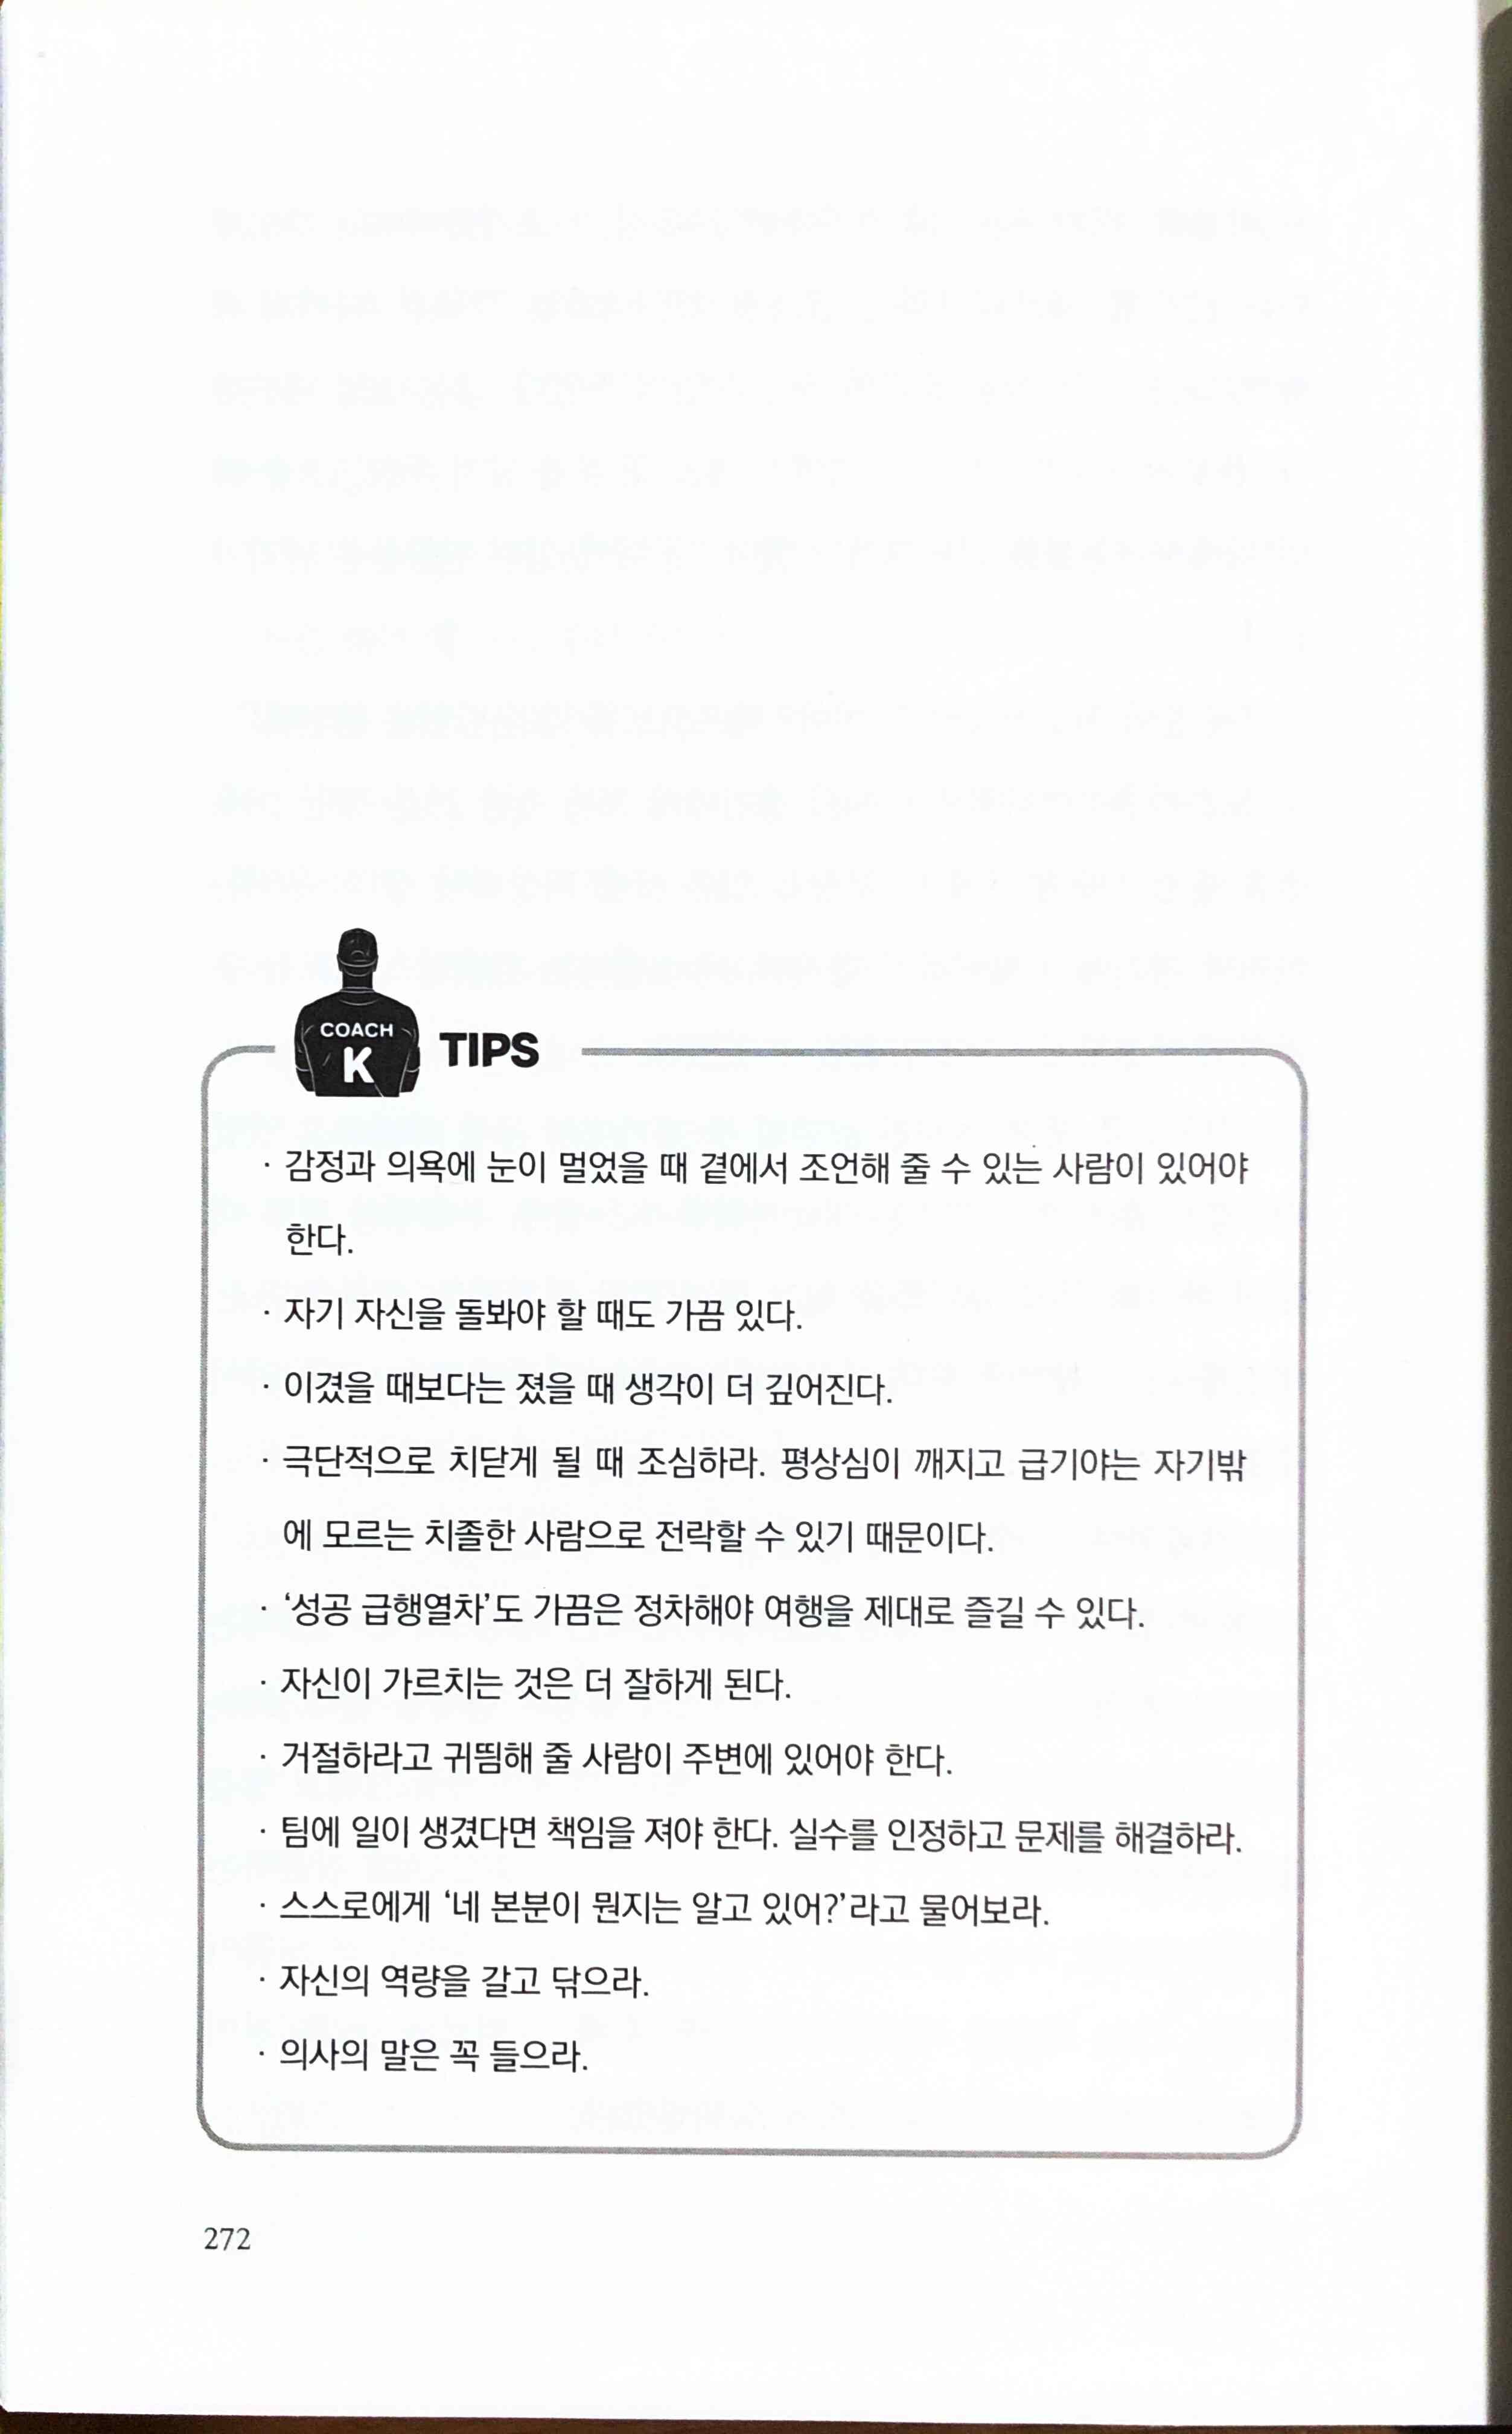 COACH
K
TIPS
· 감정과 의욕에 눈이 멀었을 때 곁에서 조언해 줄 수 있는 사람이 있어야
한다.
· 자기 자신을 돌봐야 할 때도 가끔 있다.
· 이겼을 때보다는 졌을 때 생각이 더 깊어진다.
· 극단적으로 치닫게 될 때 조심하라. 평상심이 깨지고 급기야는 자기밖
에 모르는 치졸한 사람으로 전락할 수 있기 때문이다.
· ‘성공 급행열차’도 가끔은 정차해야 여행을 제대로 즐길 수 있다.
· 자신이 가르치는 것은 더 잘하게 된다.
· 거절하라고 귀띔해 줄 사람이 주변에 있어야 한다.
· 팀에 일이 생겼다면 책임을 져야 한다. 실수를 인정하고 문제를 해결하라.
· 스스로에게 ‘네 본분이 뭔지는 알고 있어?’라고 물어보라.
· 자신의 역량을 갈고 닦으라.
· 의사의 말은 꼭 들으라.
272